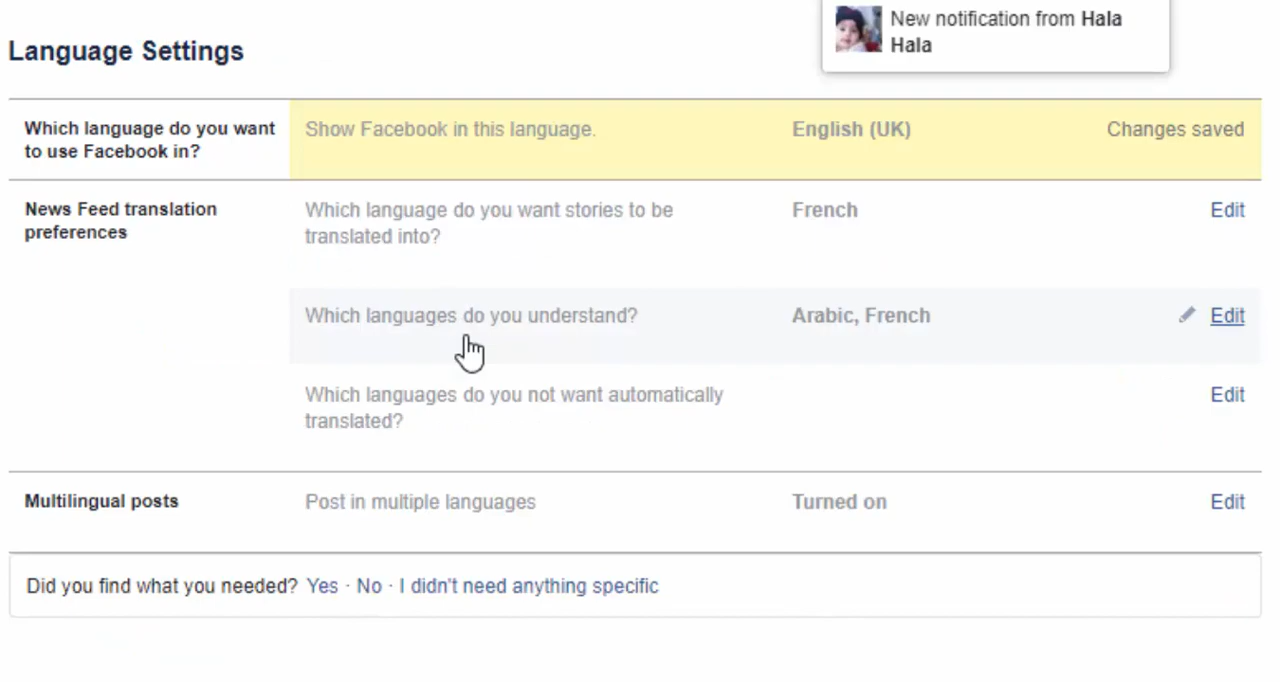 New notification from Hala
Hala
Language Settings
Which language do you want
to use Facebook in?
Show Facebook in this language.
English (UK)
Changes saved
News Feed translation
preferences
Which language do you want stories to be
translated into?
French
Edit
Which languages do you understand?
Arabic, French
Edit
Which languages do you not want automatically
translated?
Edit
Multilingual posts
Post in multiple languages
Turned on
Edit
Did you find what you needed? Yes · No · I didn't need anything specific